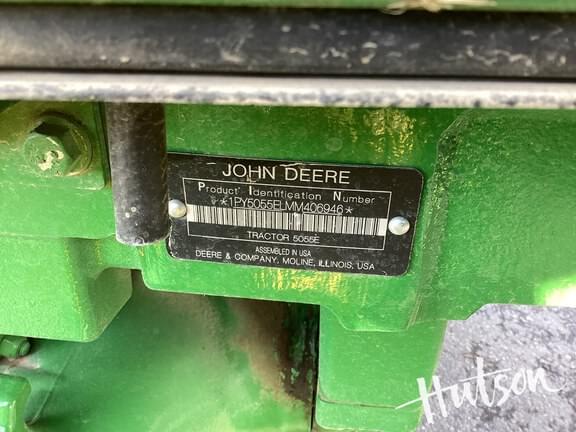 JOHN DEERE
Product Identification Number
*1PY5055ELMM406946*
TRACTOR 5055E
ASSEMBLED IN USA
DEERE & COMPANY, MOLINE, ILLINOIS, USA
Hutson